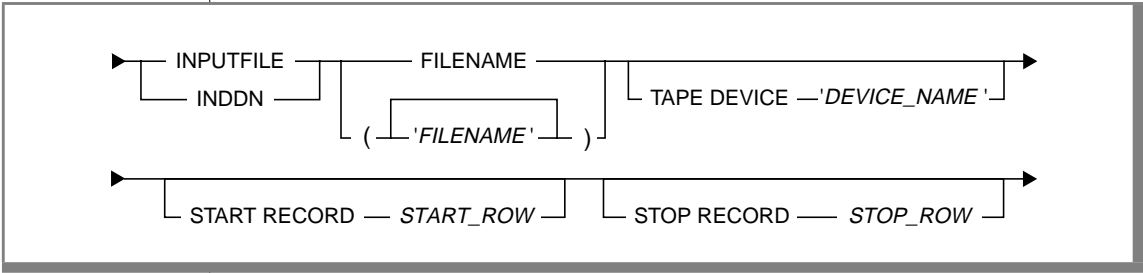 INPUTFILE FILENAME
INDDN TAPE DEVICE 'DEVICE_NAME '
( 'FILENAME ' )
START RECORD START_ROW STOP RECORD STOP_ROW